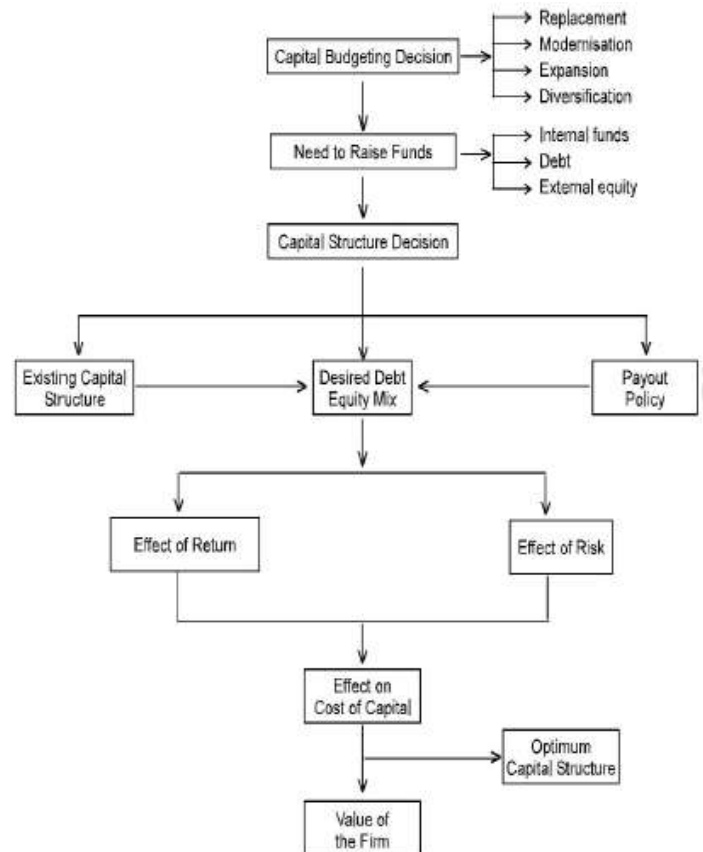 Capital Budgeting Decision
Replacement
Modernisation
Expansion
Diversification
Need to Raise Funds
Internal funds
Debt
External equity
Capital Structure Decision
Existing Capital
Structure
Desired Debt
Equity Mix
Payout
Policy
Effect of Return
Effect of Risk
Effect on
Cost of Capital
Optimum
Capital Structure
Value of
the Firm